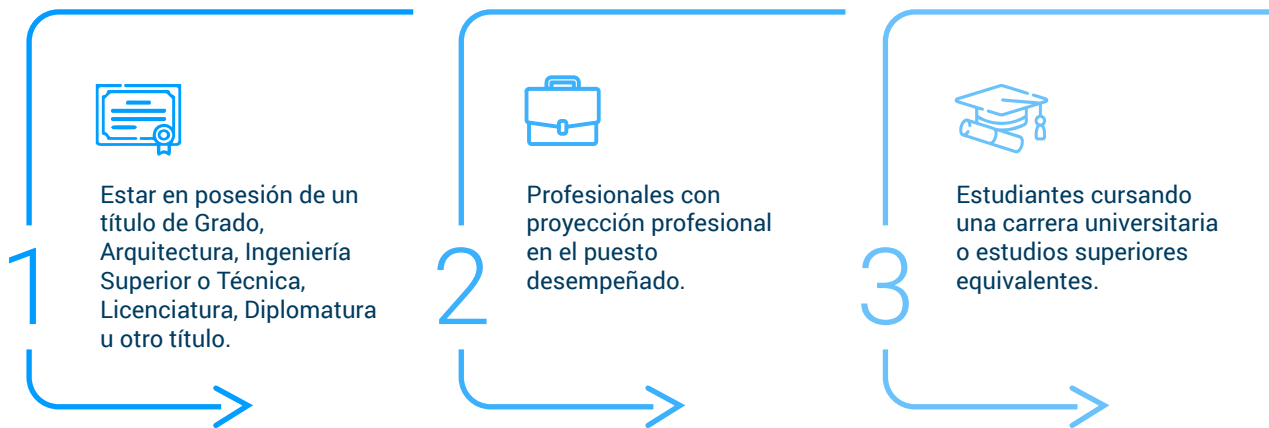 1
Estar en posesión de un
título de Grado,
Arquitectura, Ingeniería
Superior o Técnica,
Licenciatura, Diplomatura
u otro título.
2
Profesionales con
proyección profesional
en el puesto
desempeñado.
3
Estudiantes cursando
una carrera universitaria
o estudios superiores
equivalentes.